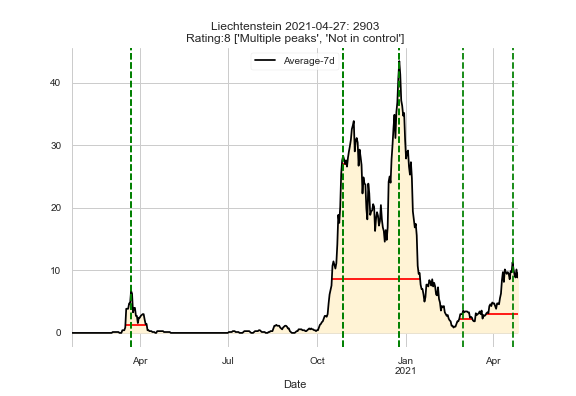 Liechtenstein 2021-04-27: 2903
Rating:8 ['Multiple peaks', 'Not in control']
Average-7d
40
30
20
10
0
Apr Jul Oct Jan Apr
2021
Date